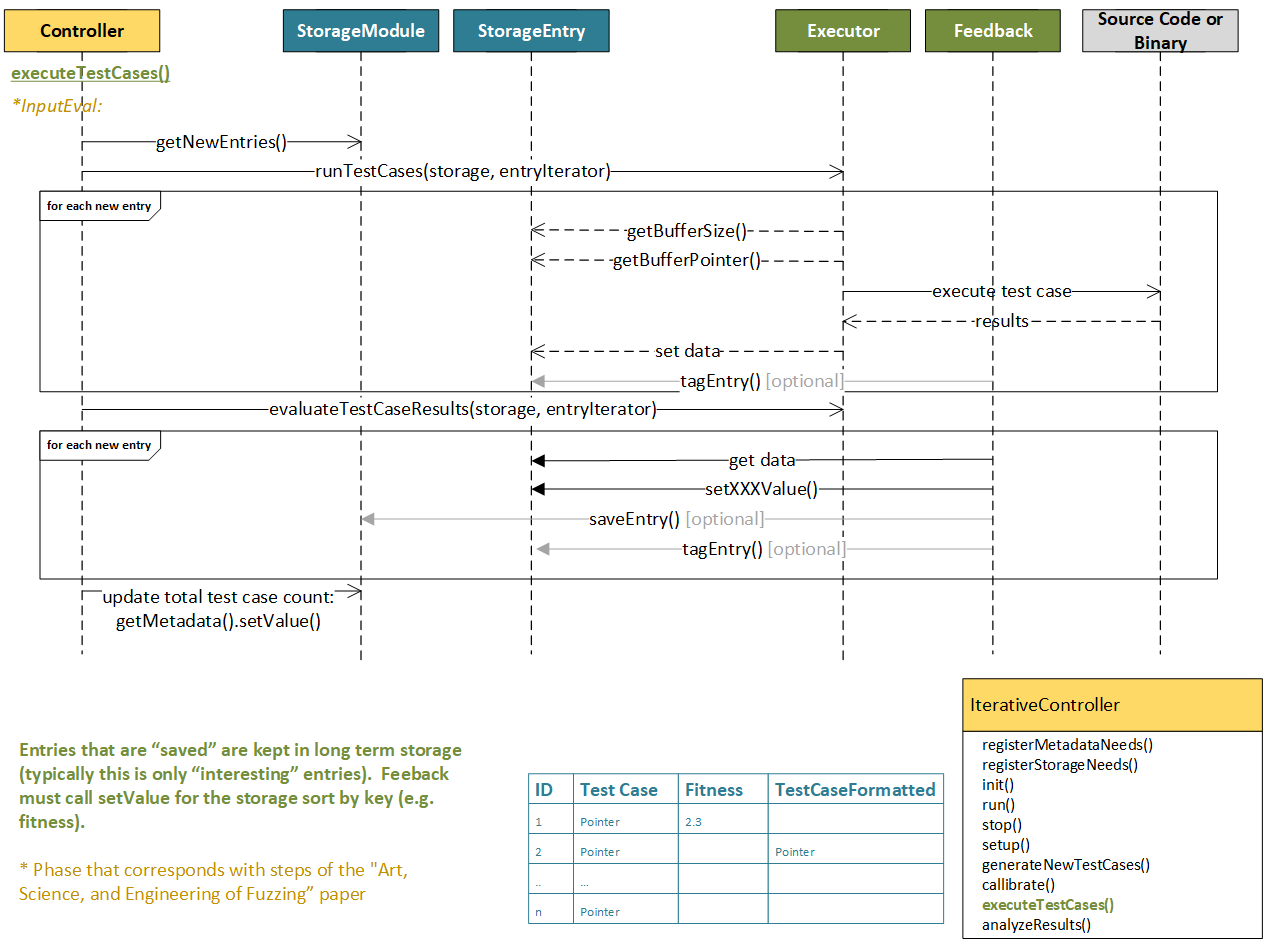 Controller
StorageModule
StorageEntry
Executor
Feedback
Source Code or
Binary
executeTestCases()
*InputEval:
getNewEntries()
runTestCases(storage, entryIterator)
for each new entry
getBufferSize()
getBufferPointer()
execute test case
results
set data
tagEntry() [optional]
evaluateTestCaseResults(storage, entryIterator)
for each new entry
get data
setXXXValue()
saveEntry() [optional]
tagEntry() [optional]
update total test case count:
getMetadata().setValue()
Entries that are “saved” are kept in long term storage
(typically this is only “interesting” entries).  Feeback
must call setValue for the storage sort by key (e.g.
fitness).
* Phase that corresponds with steps of the "Art,
Science, and Engineering of Fuzzing” paper
ID Test Case Fitness TestCaseFormatted
1 Pointer 2.3
2 Pointer Pointer
.. ...
n Pointer
IterativeController
registerMetadataNeeds()
registerStorageNeeds()
init()
run()
stop()
setup()
generateNewTestCases()
callibrate()
executeTestCases()
analyzeResults()